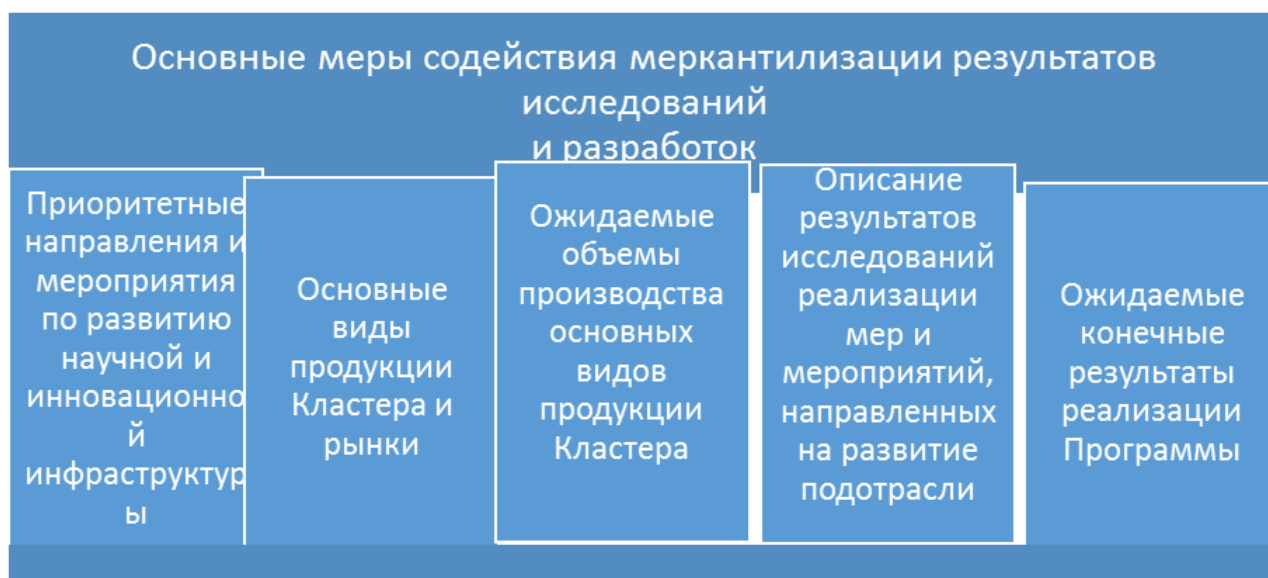 Основные меры содействия меркантилизации результатов
исследований
и разработок
Приоритетные
направления и
мероприятия
по развитию
научной и
инновационно
й
инфраструктур
ы
Основные
виды
продукции
Кластера и
рынки
Ожидаемые
объемы
производства
основных
видов
продукции
Кластера
Описание
результатов
исследований
реализации
мер и
мероприятий,
направленных
на развитие
подотрасли
Ожидаемые
конечные
результаты
реализации
Программы